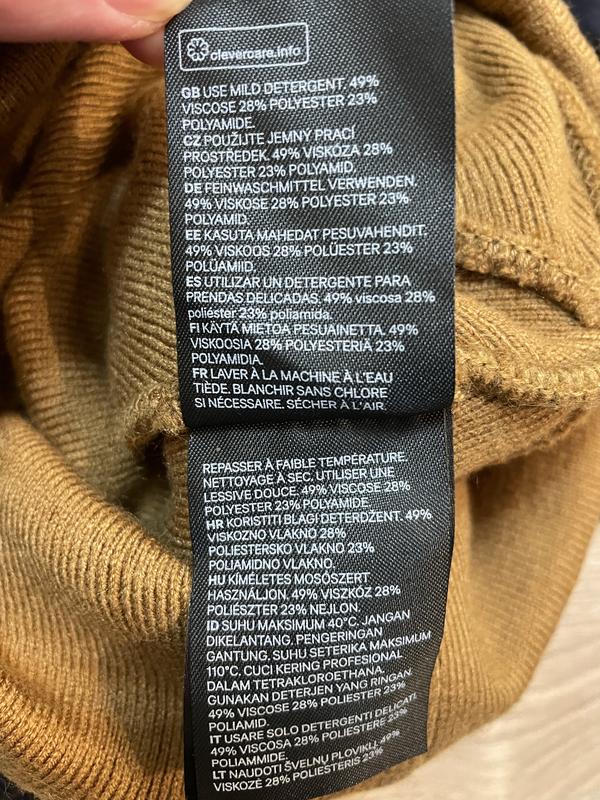 clevercare.info
GB USE MILD DETERGENT. 49%
VISCOSE 28% POLYESTER 23%
POLYAMIDE
CZ POUŽIJTE JEMNÝ PRACÍ
PROSTŘEDEK. 49% VISKÓZA 28%
POLYESTER 23% POLYAMID.
DE FEINWASCHMITTEL VERWENDEN.
49% VISKOSE 28% POLYESTER 23%
POLYAMID.
EE KASUTA MAHEDAT PESUVAHENDIT.
49% VISKOOS 28% POLÜESTER 23%
POLÜAMIID.
ES UTILIZAR UN DETERGENTE PARA
PRENDAS DELICADAS. 49% viscosa 28%
poliéster 23% poliamida.
FI KÄYTÄ MIETOA PESUAINETTA. 49%
VISKOOSIA 28% POLYESTERIÄ 23%
POLYAMIDIA.
FR LAVER À LA MACHINE À L'EAU
TIÈDE. BLANCHIR SANS CHLORE
SI NÉCESSAIRE. SÉCHER À L'AIR.
REPASSER À FAIBLE TEMPÉRATURE.
NETTOYAGE À SEC. UTILISER UNE
LESSIVE DOUCE. 49% VISCOSE 28%
POLYESTER 23% POLYAMIDE
HR KORISTITI BLAGI DETERDŽENT. 49%
VISKOZNO VLAKNO 28%
POLIESTERSKO VLAKNO 23%
POLIAMIDNO VLAKNO.
HU KÍMÉLETES MOSÓSZERT
HASZNÁLJON. 49% VISZKÓZ 28%
POLIÉSZTER 23% NEJLON.
ID SUHU MAKSIMUM 40°C. JANGAN
DIKELANTANG. PENGERINGAN
GANTUNG. SUHU SETERIKA MAKSIMUM
110°C. CUCI KERING PROFESIONAL
DALAM TETRAKLOROETHANA.
GUNAKAN DETERJEN YANG RINGAN.
49% VISCOSE 28% POLIESTER 23%
POLIAMID.
IT USARE SOLO DETERGENTI DELICATI.
49% VISCOSA 28% POLIESTERE 23%
POLIAMMIDE.
LT NAUDOTI ŠVELNŲ PLOVIKLĮ. 49%
VISKOZĖ 28% POLIESTERIS 23%